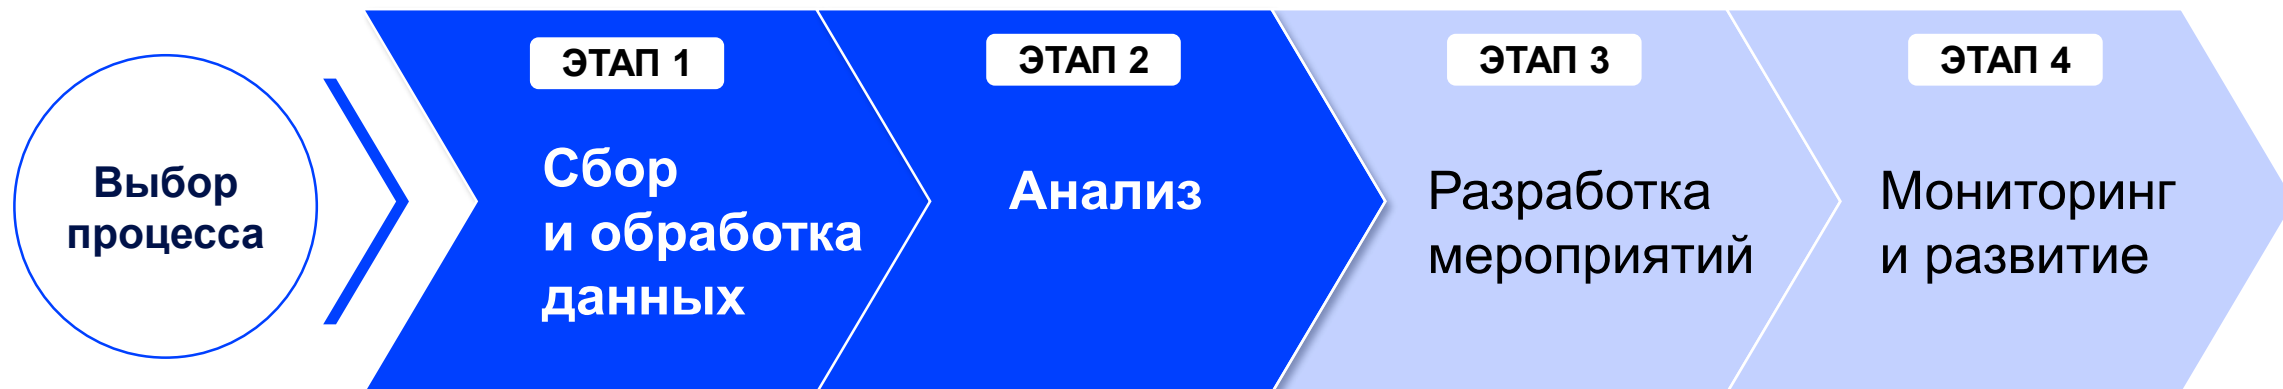 Выбор
процесса
ЭТАП 1
Сбор
и обработка
данных
ЭТАП 2
Анализ
ЭТАП 3
Разработка
мероприятий
ЭТАП 4
Мониторинг
и развитие